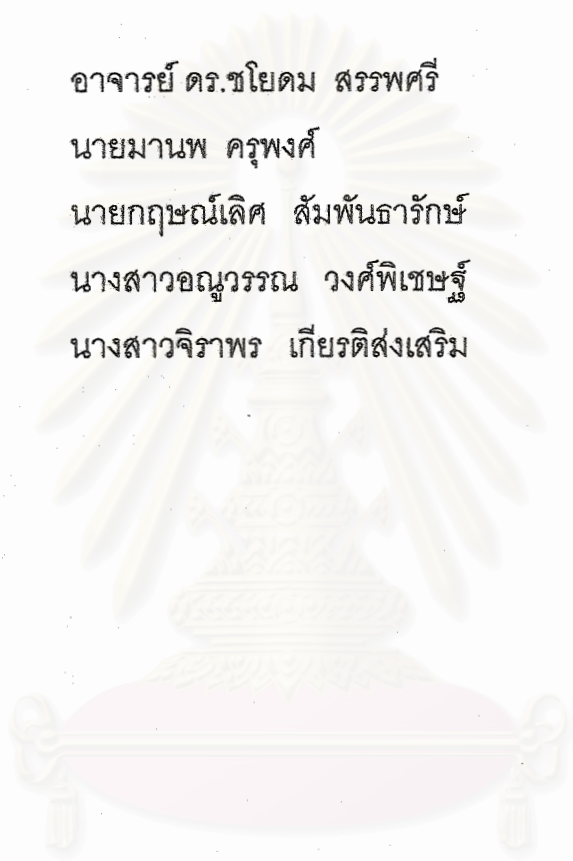 อาจารย์ ดร.ชโยดม สรรพศรี
นายมานพ ครุพงศ์
นายกฤษณ์เลิศ สัมพันธารักษ์
นางสาวอณูวรรณ วงศ์พิเชษฐ์
นางสาวจิราพร เกียรติส่งเสริม